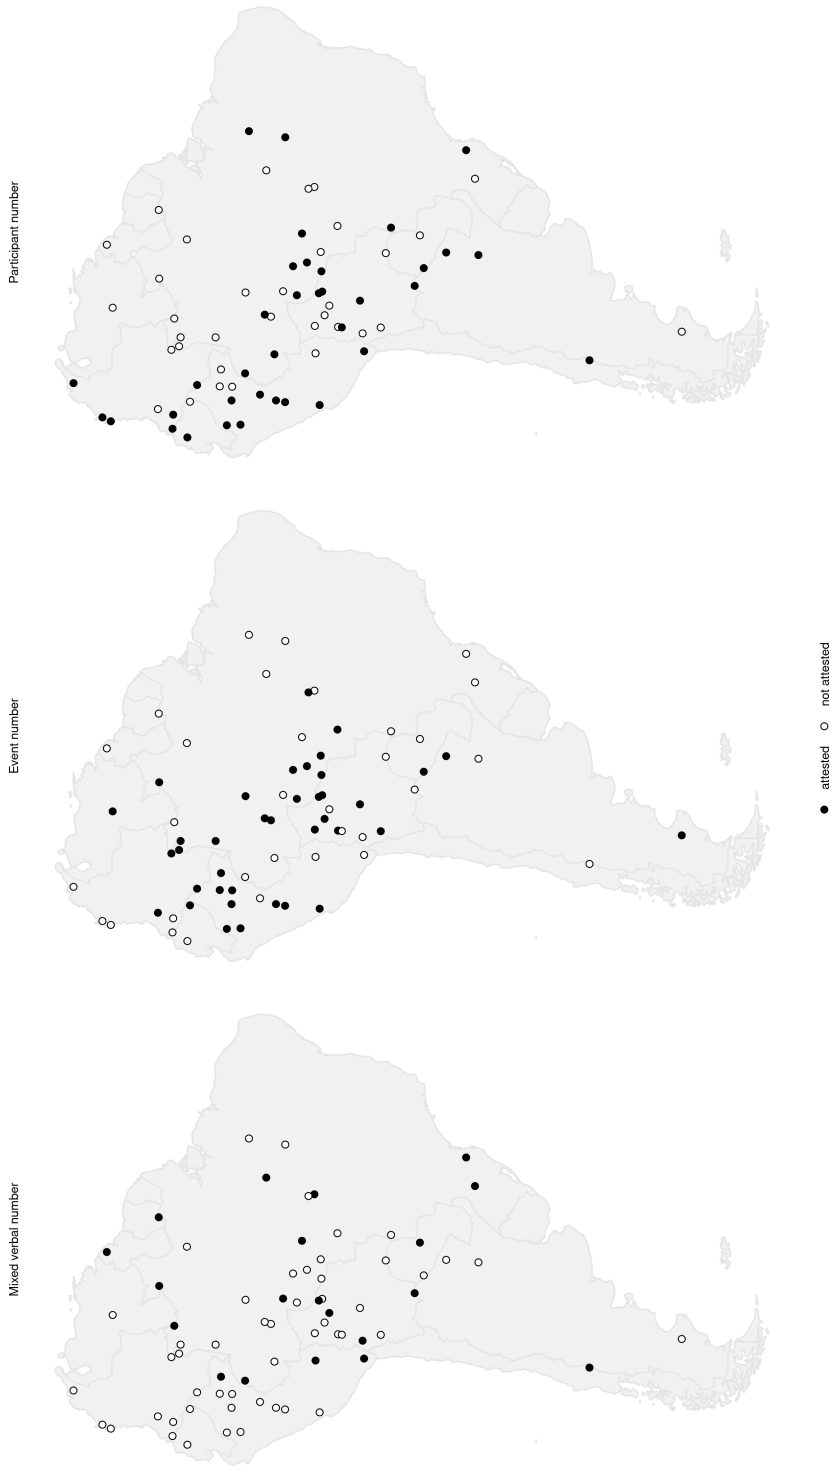 Participant number
Event number
Mixed verbal number
attested
not attested